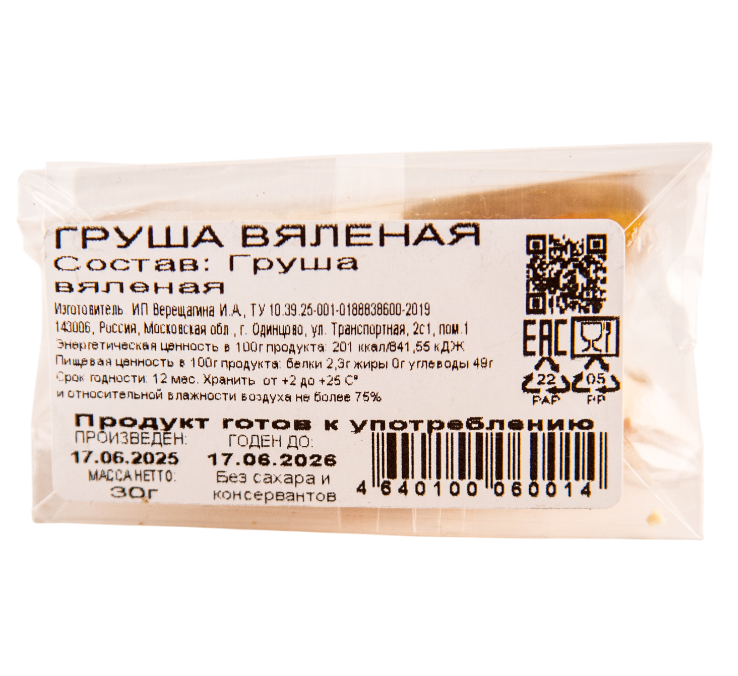 ГРУША ВЯЛЕНАЯ
Состав: Груша
вяленая
Изготовитель ИП Верещагина И.А., ТУ 10.39.25-001-0188838600-2019
143006, Россия, Московская обл., г. Одинцово, ул. Транспортная, 2с1, пом.1
Энергетическая ценность в 100г продукта: 201 ккал/841,55 кДЖ
Пищевая ценность в 100г продукта: белки 2,3г жиры 0г углеводы 49г
Срок годности: 12 мес. Хранить от +2 до +25 С°
и относительной влажности воздуха не более 75%
EAC
22
PAP
05
PP
Продукт готов к употреблению
ПРОИЗВЕДЕН:
17.06.2025
МАССА НЕТТО:
30г
ГОДЕН ДО:
17.06.2026
Без сахара и
консервантов
4 640100 060014